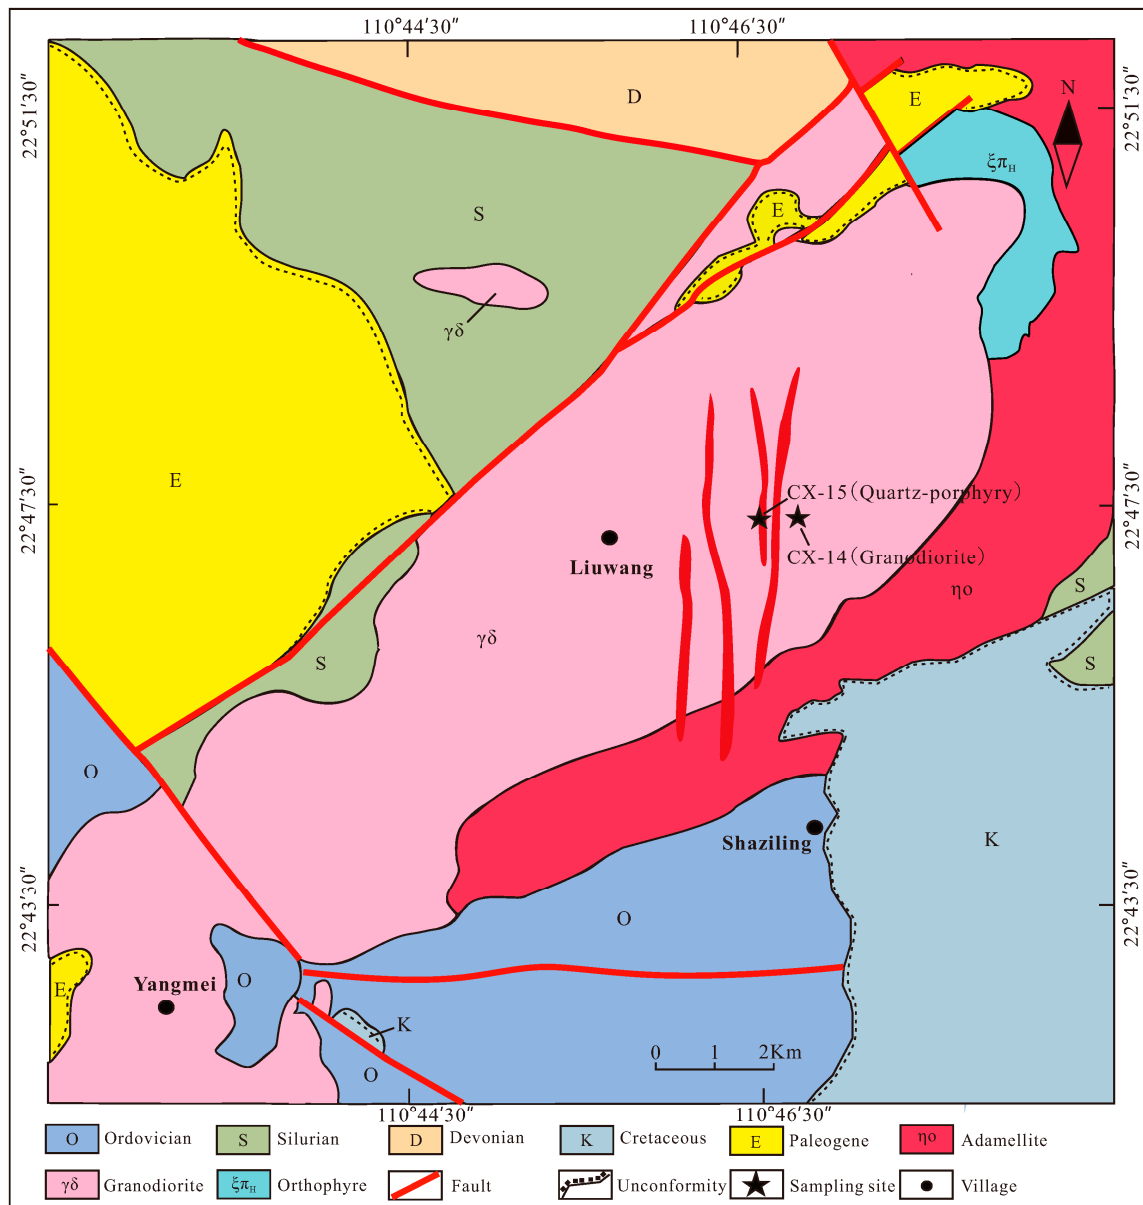 110°44′30″ 110°46′30″
22°51′30″ 22°51′30″
N
D
E
ξπH
S
E
γδ
E
22°47′30″ 22°47′30″
CX-15（Quartz-porphyry）
Liuwang
CX-14（Granodiorite）
ηο
S
γδ
S
S
O
Shaziling
K
22°43′30″ 22°43′30″
O
E
Yangmei
O
K
O
0 1 2Km
110°44′30″ 110°46′30″
O Ordovician S Silurian D Devonian K Cretaceous E Paleogene ηο Adamellite
γδ Granodiorite ξπH Orthophyre Fault Unconformity Sampling site Village